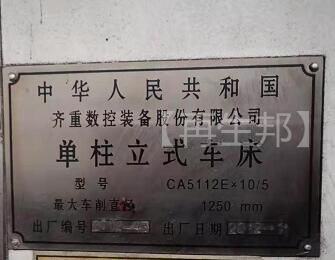 中华人民共和国
齐重数控装备股份有限公司
单柱立式车床
型号 CA5112E×10/5
最大车削直径 1250 mm
出厂编号 出厂日期
【再生邦】